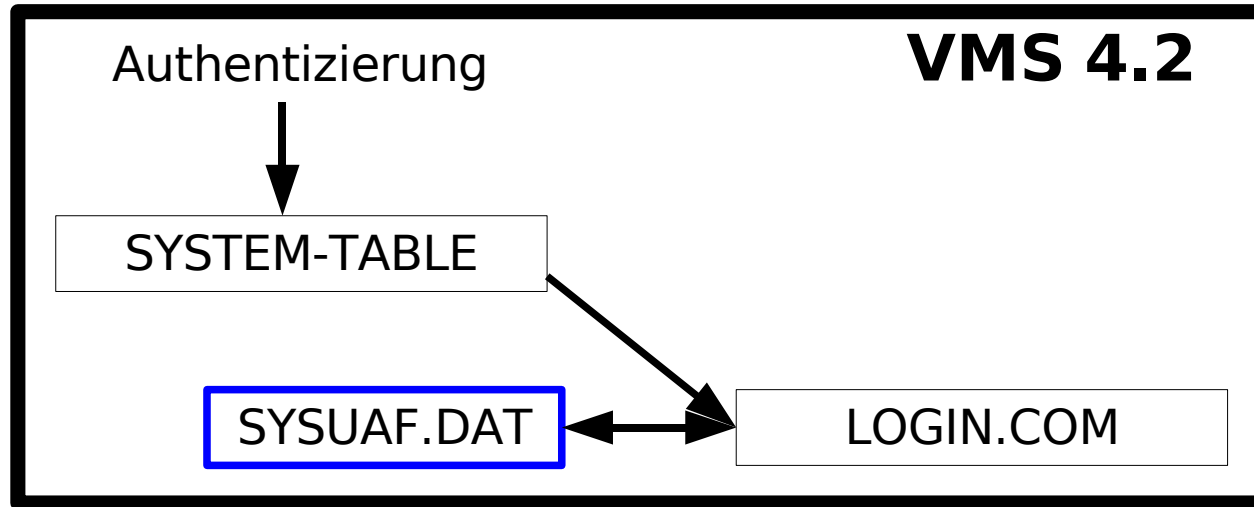 Authentizierung
VMS 4.2
SYSTEM-TABLE
SYSUAF.DAT
LOGIN.COM